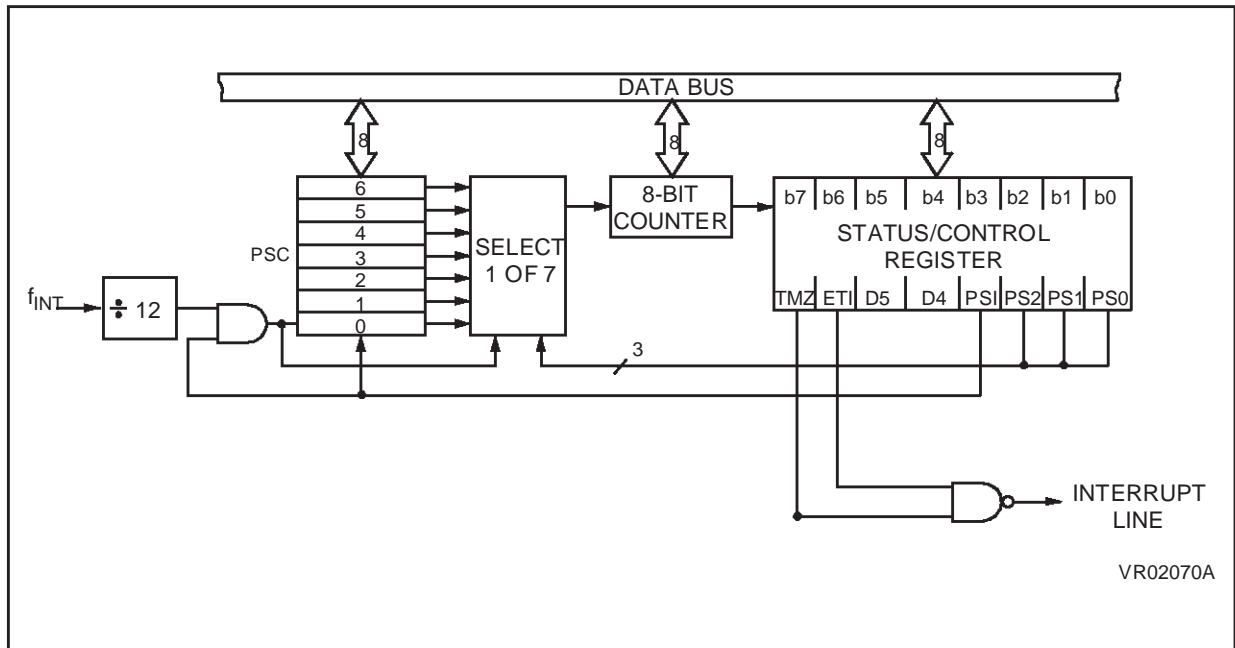 DATA BUS
8
8
8
6
5
4
3
2
1
0
PSC
SELECT
1 OF 7
8-BIT
COUNTER
b7 b6 b5 b4 b3 b2 b1 b0
STATUS/CONTROL
REGISTER
TMZ ETI D5 D4 PSI PS2 PS1 PS0
fINT
÷ 12
3
INTERRUPT
LINE
VR02070A